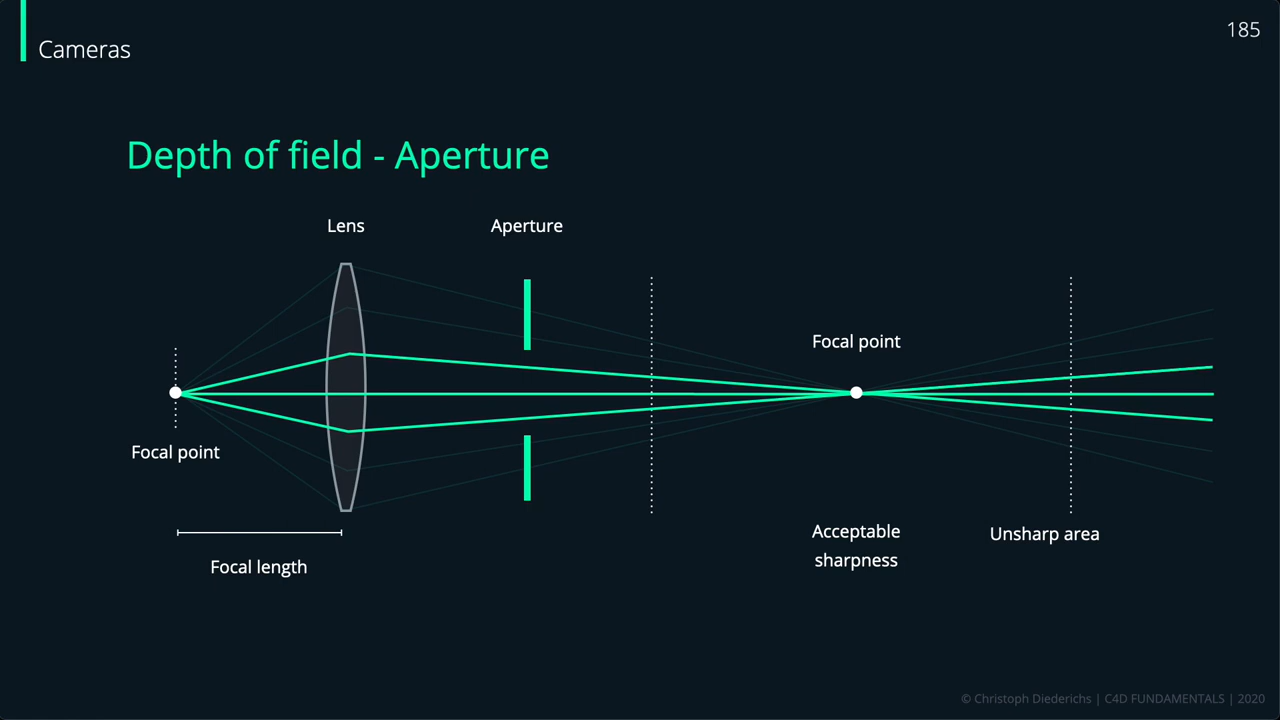 Cameras
185
Depth of field - Aperture
Lens
Aperture
Focal point
Focal point
Acceptable
sharpness
Unsharp area
Focal length
© Christoph Diederichs | C4D FUNDAMENTALS | 2020